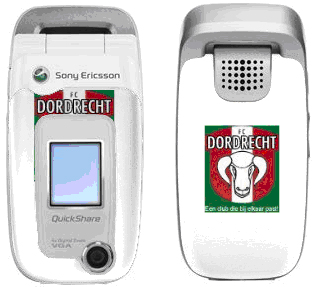 Sony Ericsson
FC
DORDRECHT
QuickShare
VGA
FC
DORDRECHT
Een club die bij elkaar past!